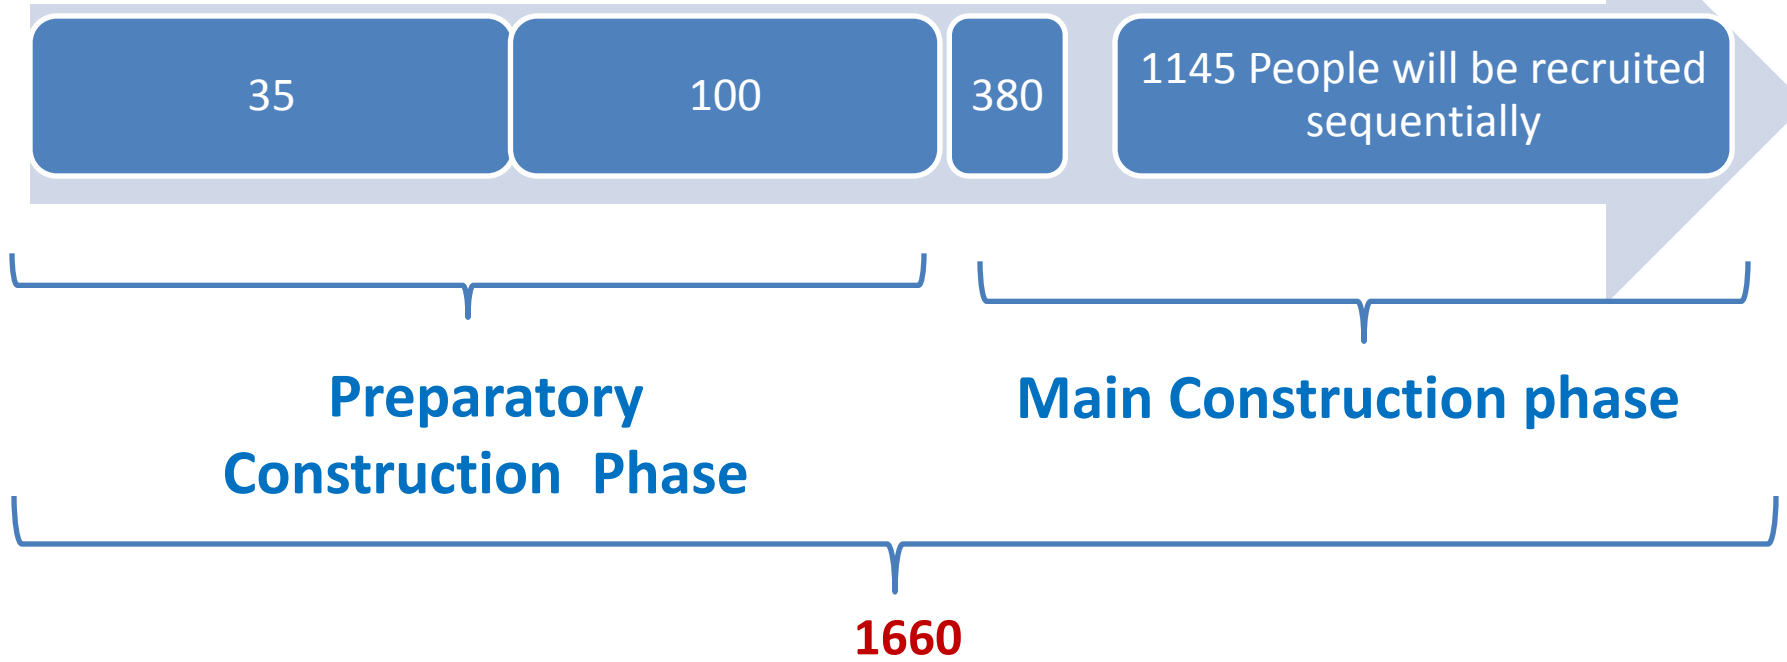 35
100
380
1145 People will be recruited
sequentially
Preparatory
Construction  Phase
Main Construction phase
1660